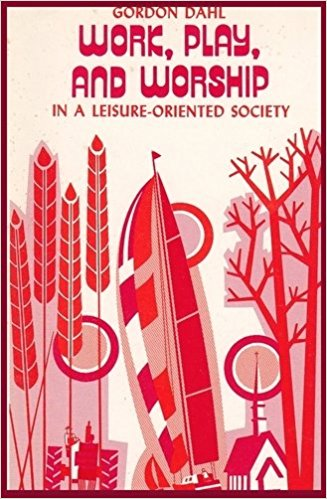 GORDON DAHL
WORK, PLAY,
AND WORSHIP
IN A LEISURE-ORIENTED SOCIETY